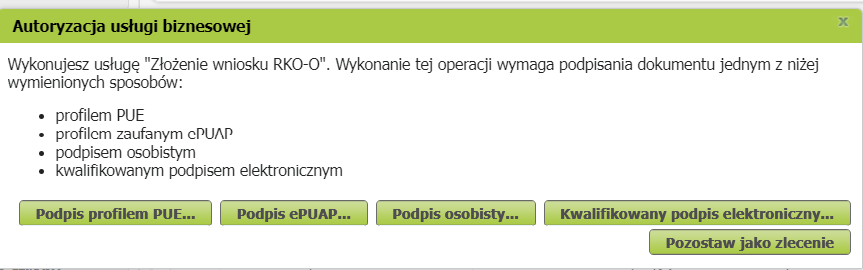 Autoryzacja usługi biznesowej
x
Wykonujesz usługę "Złożenie wniosku RKO-O". Wykonanie tej operacji wymaga podpisania dokumentu jednym z niżej
wymienionych sposobów:
• profilem PUE
• profilem zaufanym ePUAP
• podpisem osobistym
• kwalifikowanym podpisem elektronicznym
Podpis profilem PUE... Podpis ePUAP... Podpis osobisty... Kwalifikowany podpis elektroniczny...
Pozostaw jako zlecenie